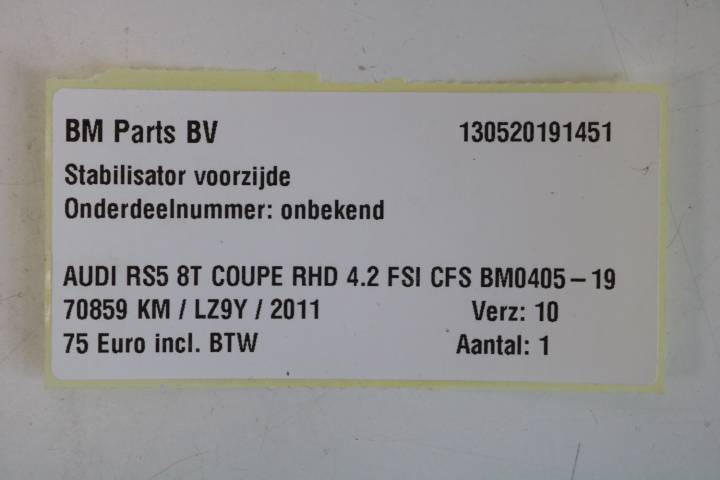 BM Parts BV 130520191451
Stabilisator voorzijde
Onderdeelnummer: onbekend
AUDI RS5 8T COUPE RHD 4.2 FSI CFS BM0405-19
70859 KM / LZ9Y / 2011 Verz: 10
75 Euro incl. BTW Aantal: 1